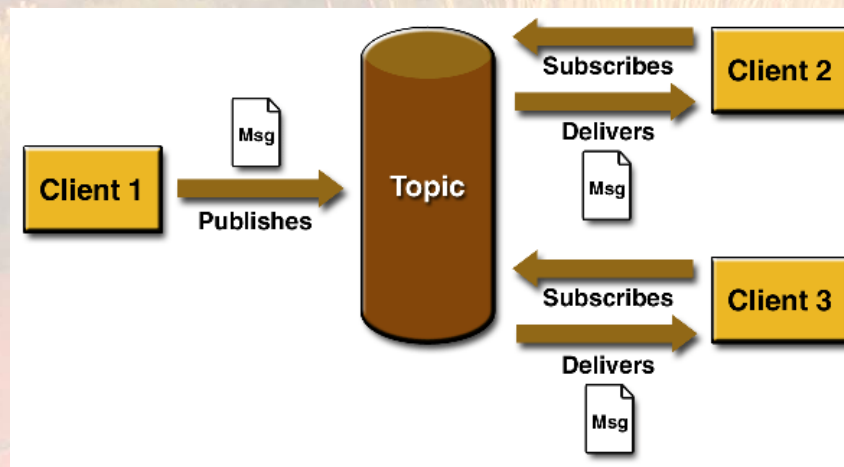 Client 1
Msg
Publishes
Topic
Subscribes
Delivers
Msg
Client 2
Subscribes
Delivers
Msg
Client 3